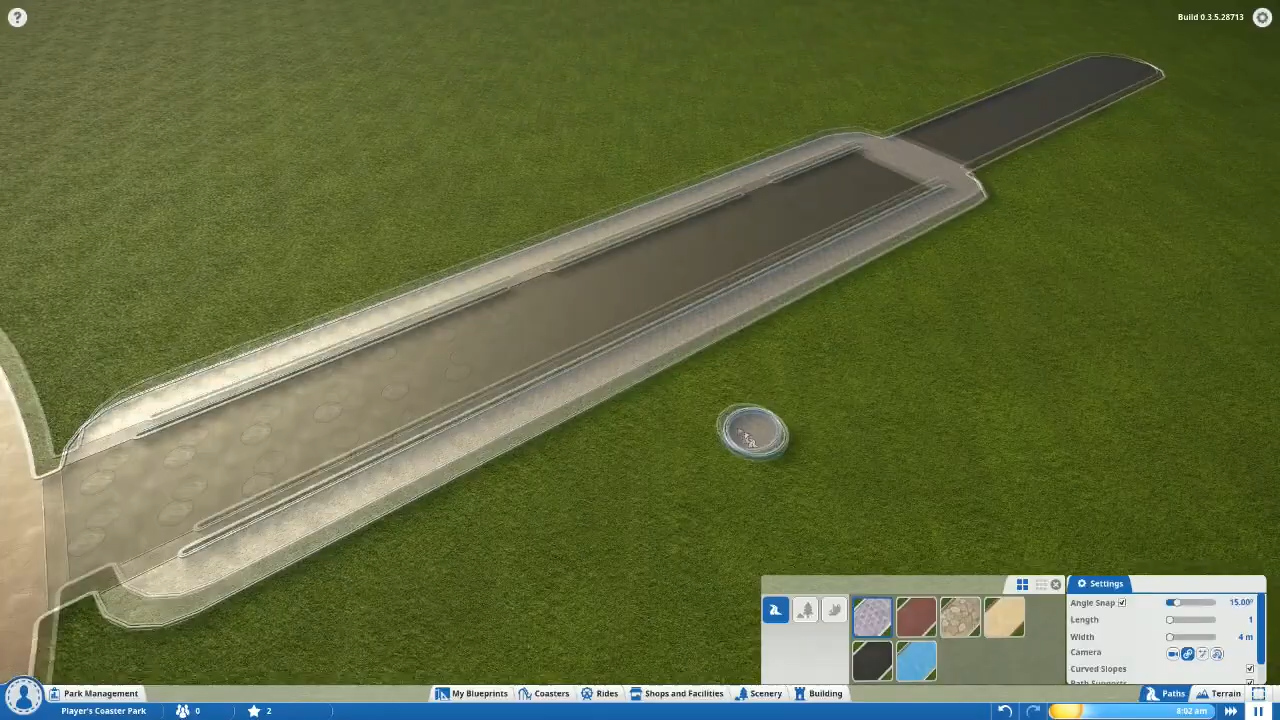 ?
Build 0.3.5.28713
Settings
Angle Snap 15.00°
Length 1
Width 4 m
Camera
Curved Slopes
Path Supports
Park Management
My Blueprints
Coasters
Rides
Shops and Facilities
Scenery
Building
Paths
Terrain
Player's Coaster Park
0
2
8:02 am